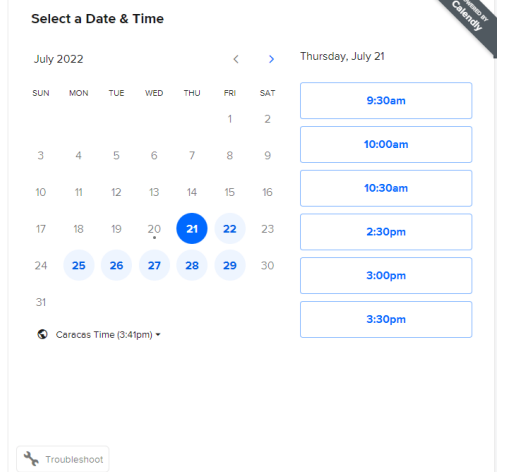 Select a Date & Time
POWERED BY
Calendly
July 2022
Thursday, July 21
SUN MON TUE WED THU FRI SAT
1 2
3 4 5 6 7 8 9
10 11 12 13 14 15 16
17 18 19 20 21 22 23
24 25 26 27 28 29 30
31
Caracas Time (3:41pm)
9:30am
10:00am
10:30am
2:30pm
3:00pm
3:30pm
Troubleshoot